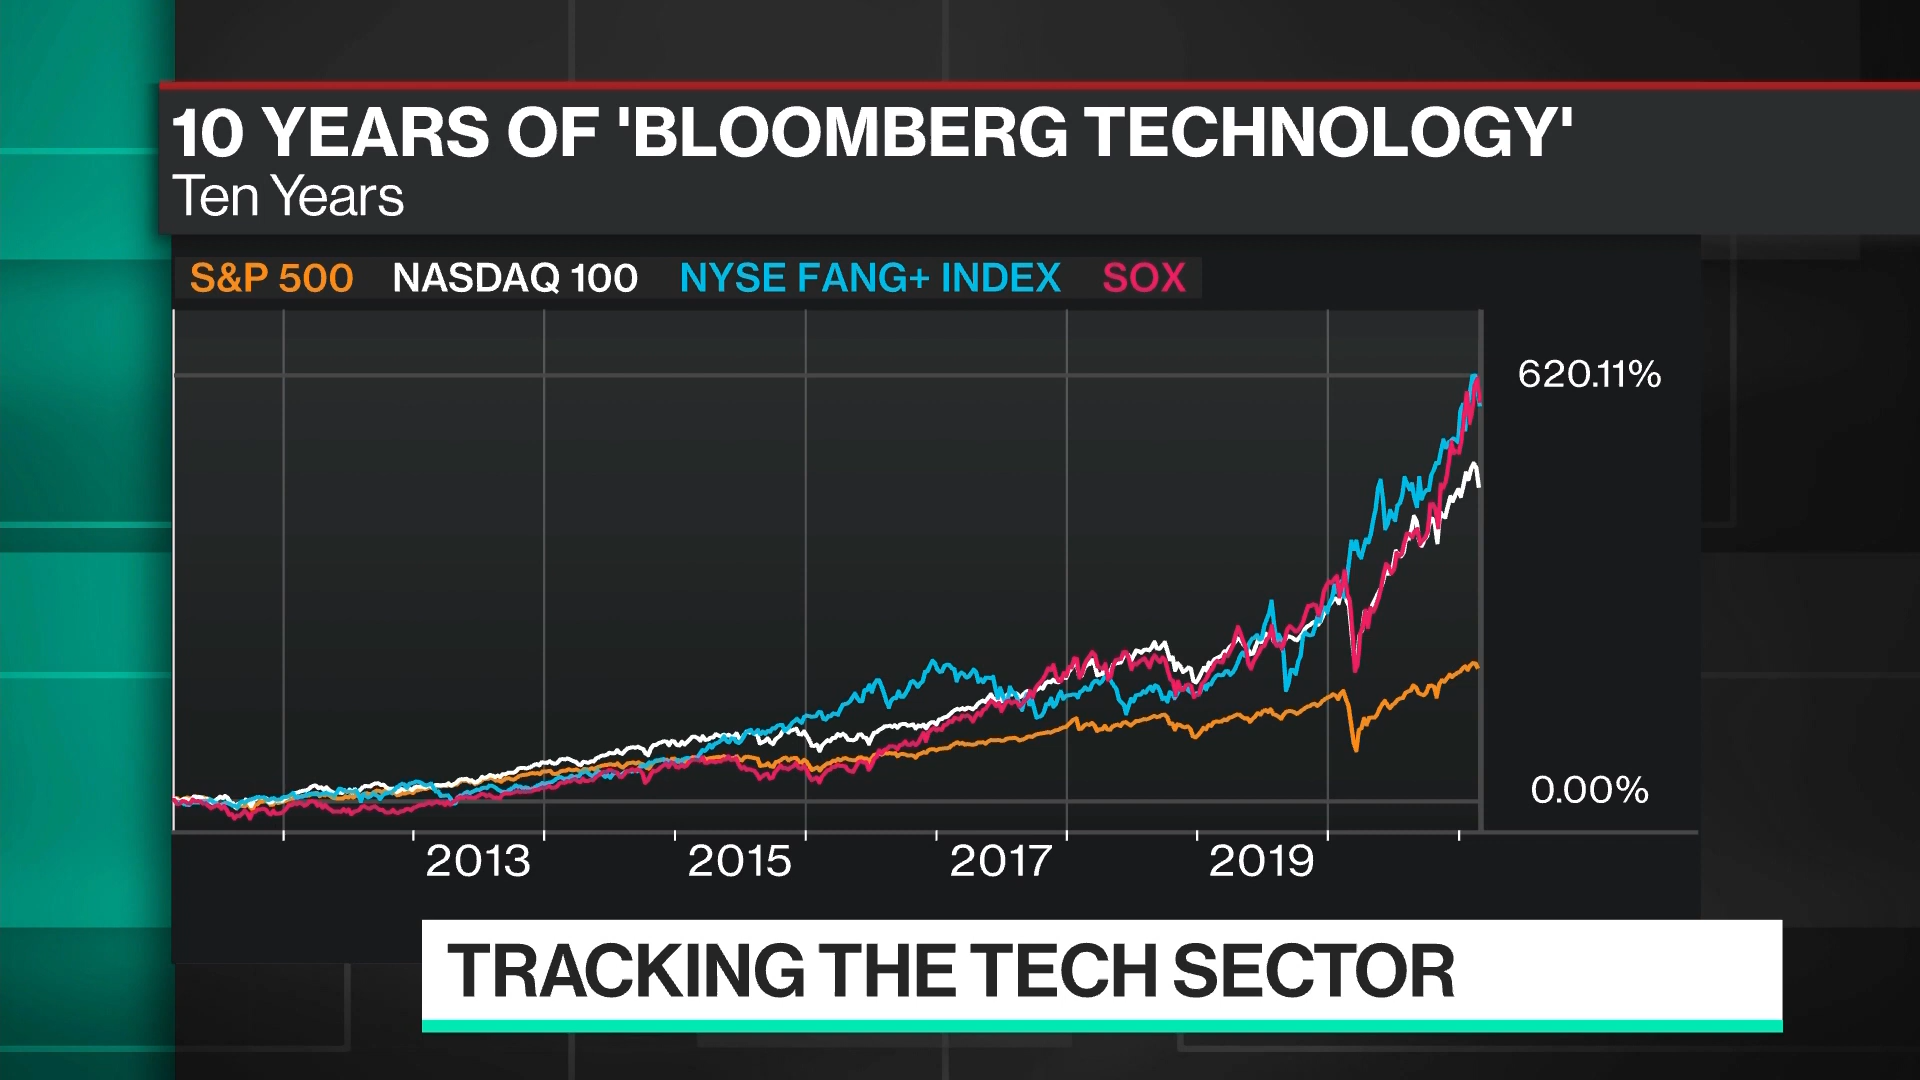 10 YEARS OF 'BLOOMBERG TECHNOLOGY'
Ten Years
S&P 500 NASDAQ 100 NYSE FANG+ INDEX SOX
620.11%
0.00%
2013 2015 2017 2019
TRACKING THE TECH SECTOR